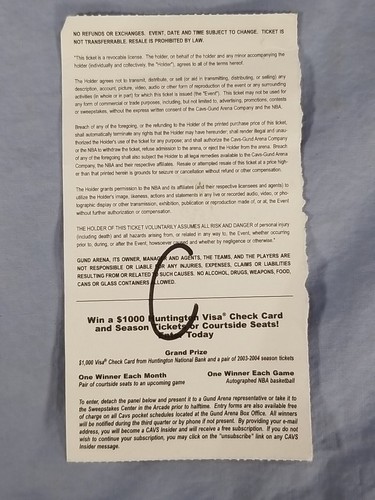 NO REFUNDS OR EXCHANGES. EVENT, DATE AND TIME SUBJECT TO CHANGE. TICKET IS
NOT TRANSFERRABLE. RESALE IS PROHIBITED BY LAW.
"This ticket is a revocable license. The holder, on behalf of the holder and any minor accompanying the
holder (individually and collectively, the "Holder"), agrees to all of the terms hereof.
The Holder agrees not to transmit, distribute, or sell (or aid in transmitting, distributing, or selling) any
description, account, picture, video, audio or other form of reproduction of the event or any surrounding
activities (in whole or in part) for which this ticket is issued (the "Event"). This ticket may not be used for
any form of commercial or trade purposes, including, but not limited to, advertising, promotions, contests
or sweepstakes, without the express written consent of the Cavs-Gund Arena Company and the NBA.
Breach of any of the foregoing, or the refunding to the Holder of the printed purchase price of this ticket,
shall automatically terminate any rights that the Holder may have hereunder; shall render illegal and unau-
thorized the Holder's use of the ticket for any purpose; and shall authorize the Cavs-Gund Arena Company
or the NBA to withdraw the ticket, refuse admission to the arena, or eject the Holder from the arena. Breach
of any of the foregoing shall also subject the Holder to all legal remedies available to the Cavs-Gund Arena
Company, the NBA and their respective affiliates. Resale or attempted resale of this ticket at a price high-
er than that printed herein is grounds for seizure or cancellation without refund or other compensation.
The Holder grants permission to the NBA and its affiliates (and their respective licensees and agents) to
utilize the Holder's image, likeness, actions and statements in any live or recorded audio, video, or pho-
tographic display or other transmission, exhibition, publication or reproduction made of, or at, the Event
without further authorization or compensation.
THE HOLDER OF THIS TICKET VOLUNTARILY ASSUMES ALL RISK AND DANGER of personal injury
(including death) and all hazards arising from, or related in any way to, the Event, whether occurring
prior to, during, or after the Event; however caused and whether by negligence or otherwise."
GUND ARENA, ITS OWNER, MANAGER AND AGENTS, THE TEAMS, AND THE PLAYERS ARE
NOT RESPONSIBLE OR LIABLE FOR ANY INJURIES, EXPENSES, CLAIMS OR LIABILITIES
RESULTING FROM OR RELATED TO SUCH CAUSES. NO ALCOHOL, DRUGS, WEAPONS, FOOD,
CANS OR GLASS CONTAINERS ALLOWED.
C
Win a $1000 Huntington Visa® Check Card
and Season Tickets or Courtside Seats!
Enter Today
Grand Prize
$1,000 Visa® Check Card from Huntington National Bank and a pair of 2003-2004 season tickets
One Winner Each Month One Winner Each Game
Pair of courtside seats to an upcoming game Autographed NBA basketball
To enter, detach the panel below and present it to a Gund Arena representative or take it to
the Sweepstakes Center in the Arcade prior to halftime. Entry forms are also available free
of charge on all Cavs pocket schedules located at the Gund Arena Box Office. All winners
will be notified during the third quarter or by phone if not present. By providing your e-mail
address, you will become a CAVS Insider and will receive a free subscription. If you do not
wish to continue your subscription, you may click on the "unsubscribe" link on any CAVS
Insider message.